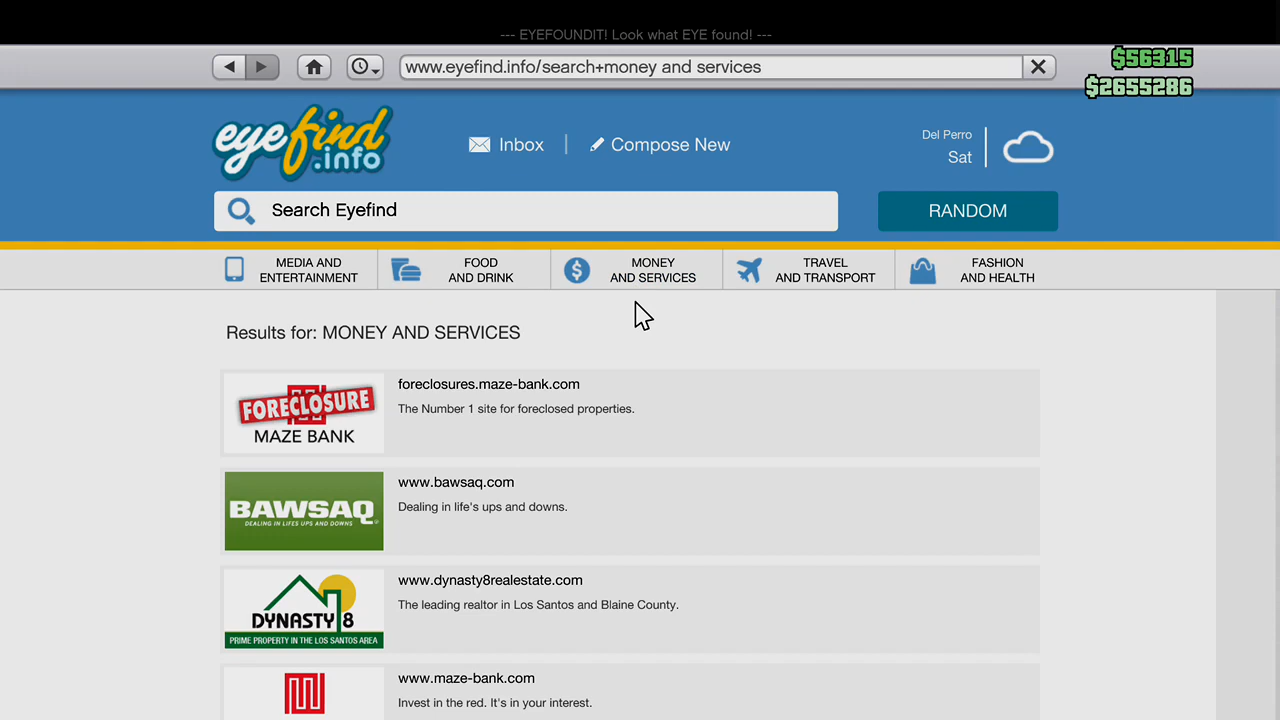 --- EYEFOUNDIT! Look what EYE found! ---
www.eyefind.info/search+money and services
$56315
$2655286
eyefind
.info
Inbox
Compose New
Del Perro
Sat
Search Eyefind
RANDOM
MEDIA AND
ENTERTAINMENT
FOOD
AND DRINK
MONEY
AND SERVICES
TRAVEL
AND TRANSPORT
FASHION
AND HEALTH
Results for: MONEY AND SERVICES
FORECLOSURE
MAZE BANK
foreclosures.maze-bank.com
The Number 1 site for foreclosed properties.
BAWSAQ
DEALING IN LIFES UPS AND DOWNS
www.bawsaq.com
Dealing in life's ups and downs.
DYNASTY 8
PRIME PROPERTY IN THE LOS SANTOS AREA
www.dynasty8realestate.com
The leading realtor in Los Santos and Blaine County.
www.maze-bank.com
Invest in the red. It's in your interest.